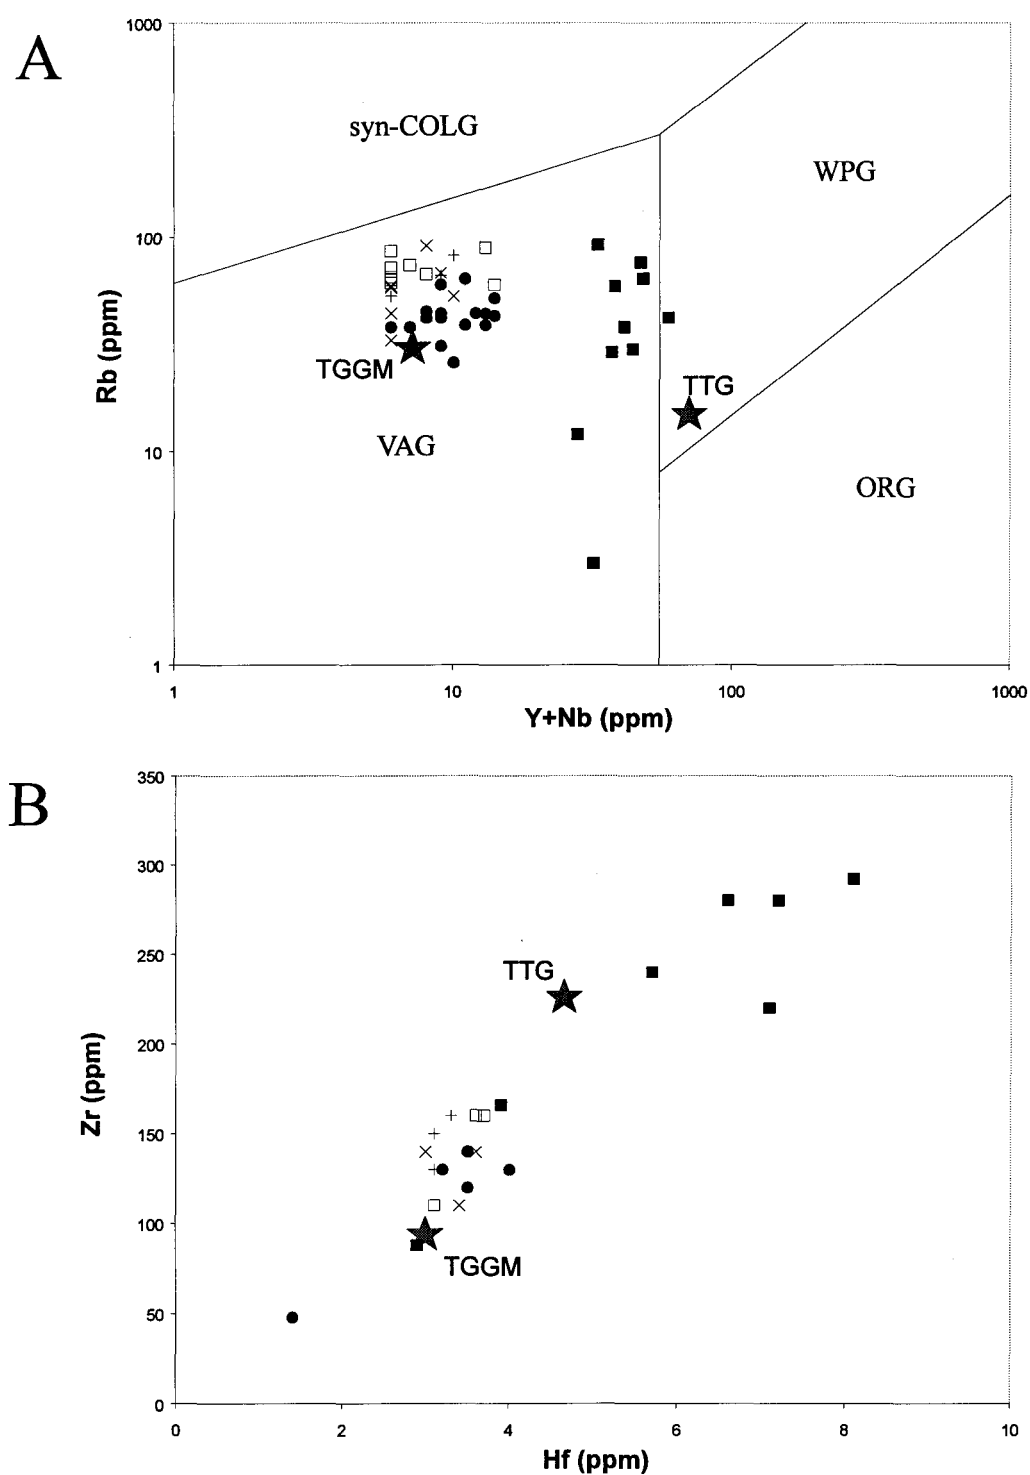 A
1000
syn-COLG
WPG
100
Rb (ppm)
TGGM
TTG
VAG
10
ORG
1
1
10
100
1000
Y+Nb (ppm)
B
350
300
250
TTG
200
Zr (ppm)
150
100
TGGM
50
0
0
2
4
6
8
10
Hf (ppm)